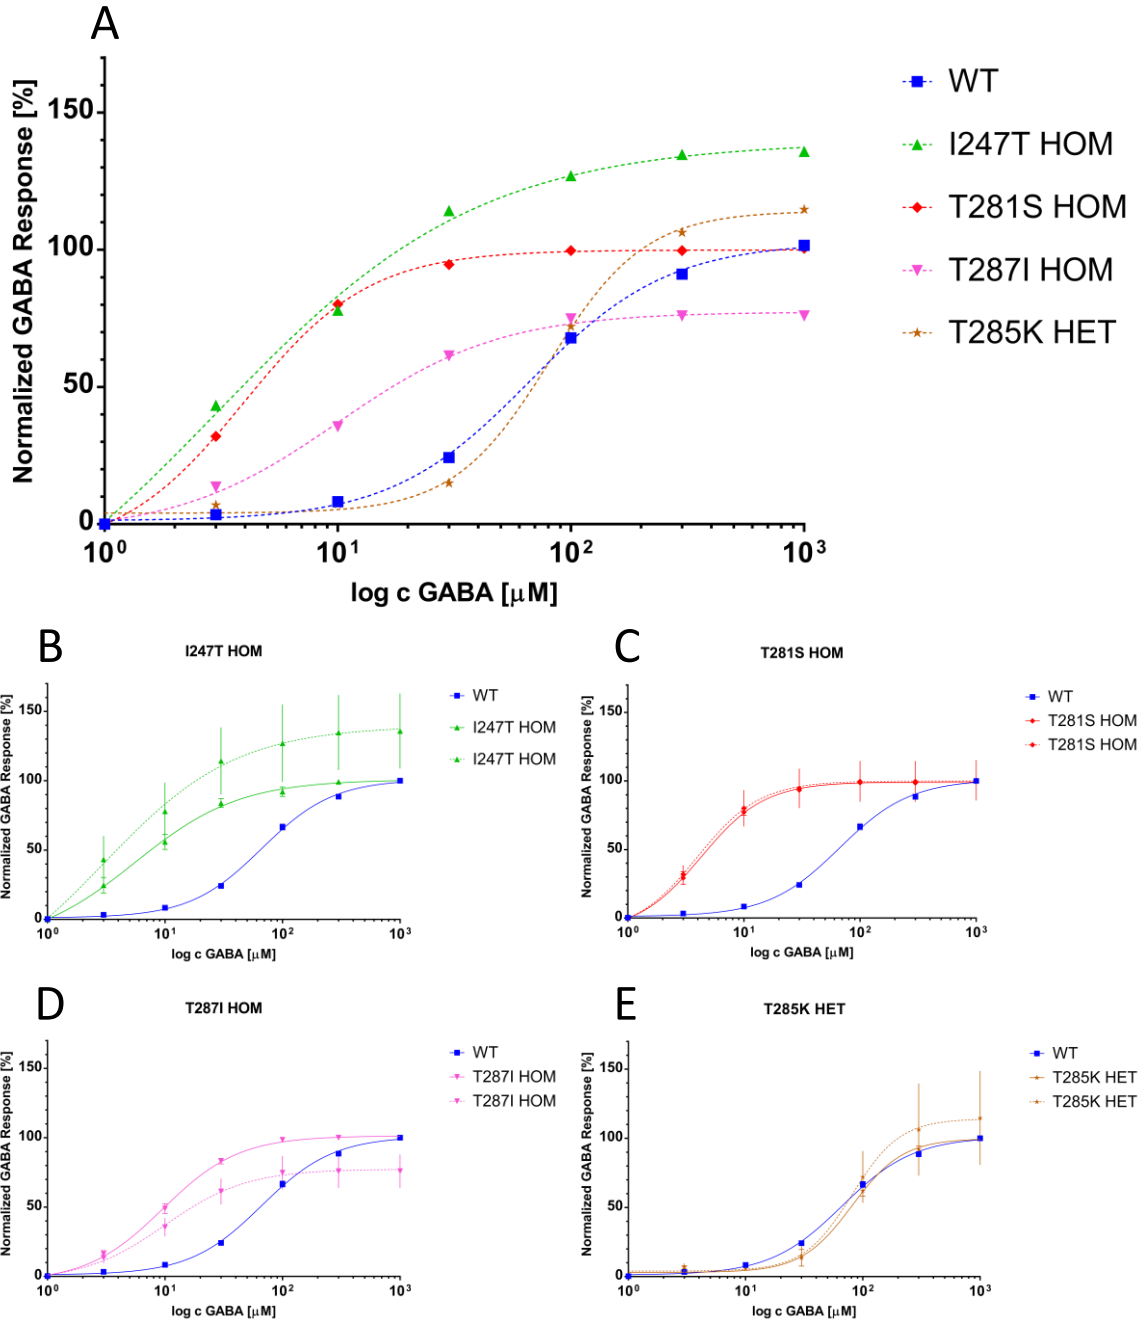 A
Normalized GABA Response [%]
150
100
50
0
10⁰
10¹
10²
10³
log c GABA [µM]
WT
I247T HOM
T281S HOM
T287I HOM
T285K HET
B
I247T HOM
Normalized GABA Response [%]
150
100
50
0
10⁰
10¹
10²
10³
log c GABA [µM]
WT
I247T HOM
I247T HOM
C
T281S HOM
Normalized GABA Response [%]
150
100
50
0
10⁰
10¹
10²
10³
log c GABA [µM]
WT
T281S HOM
T281S HOM
D
T287I HOM
Normalized GABA Response [%]
150
100
50
0
10⁰
10¹
10²
10³
log c GABA [µM]
WT
T287I HOM
T287I HOM
E
T285K HET
Normalized GABA Response [%]
150
100
50
0
10⁰
10¹
10²
10³
log c GABA [µM]
WT
T285K HET
T285K HET